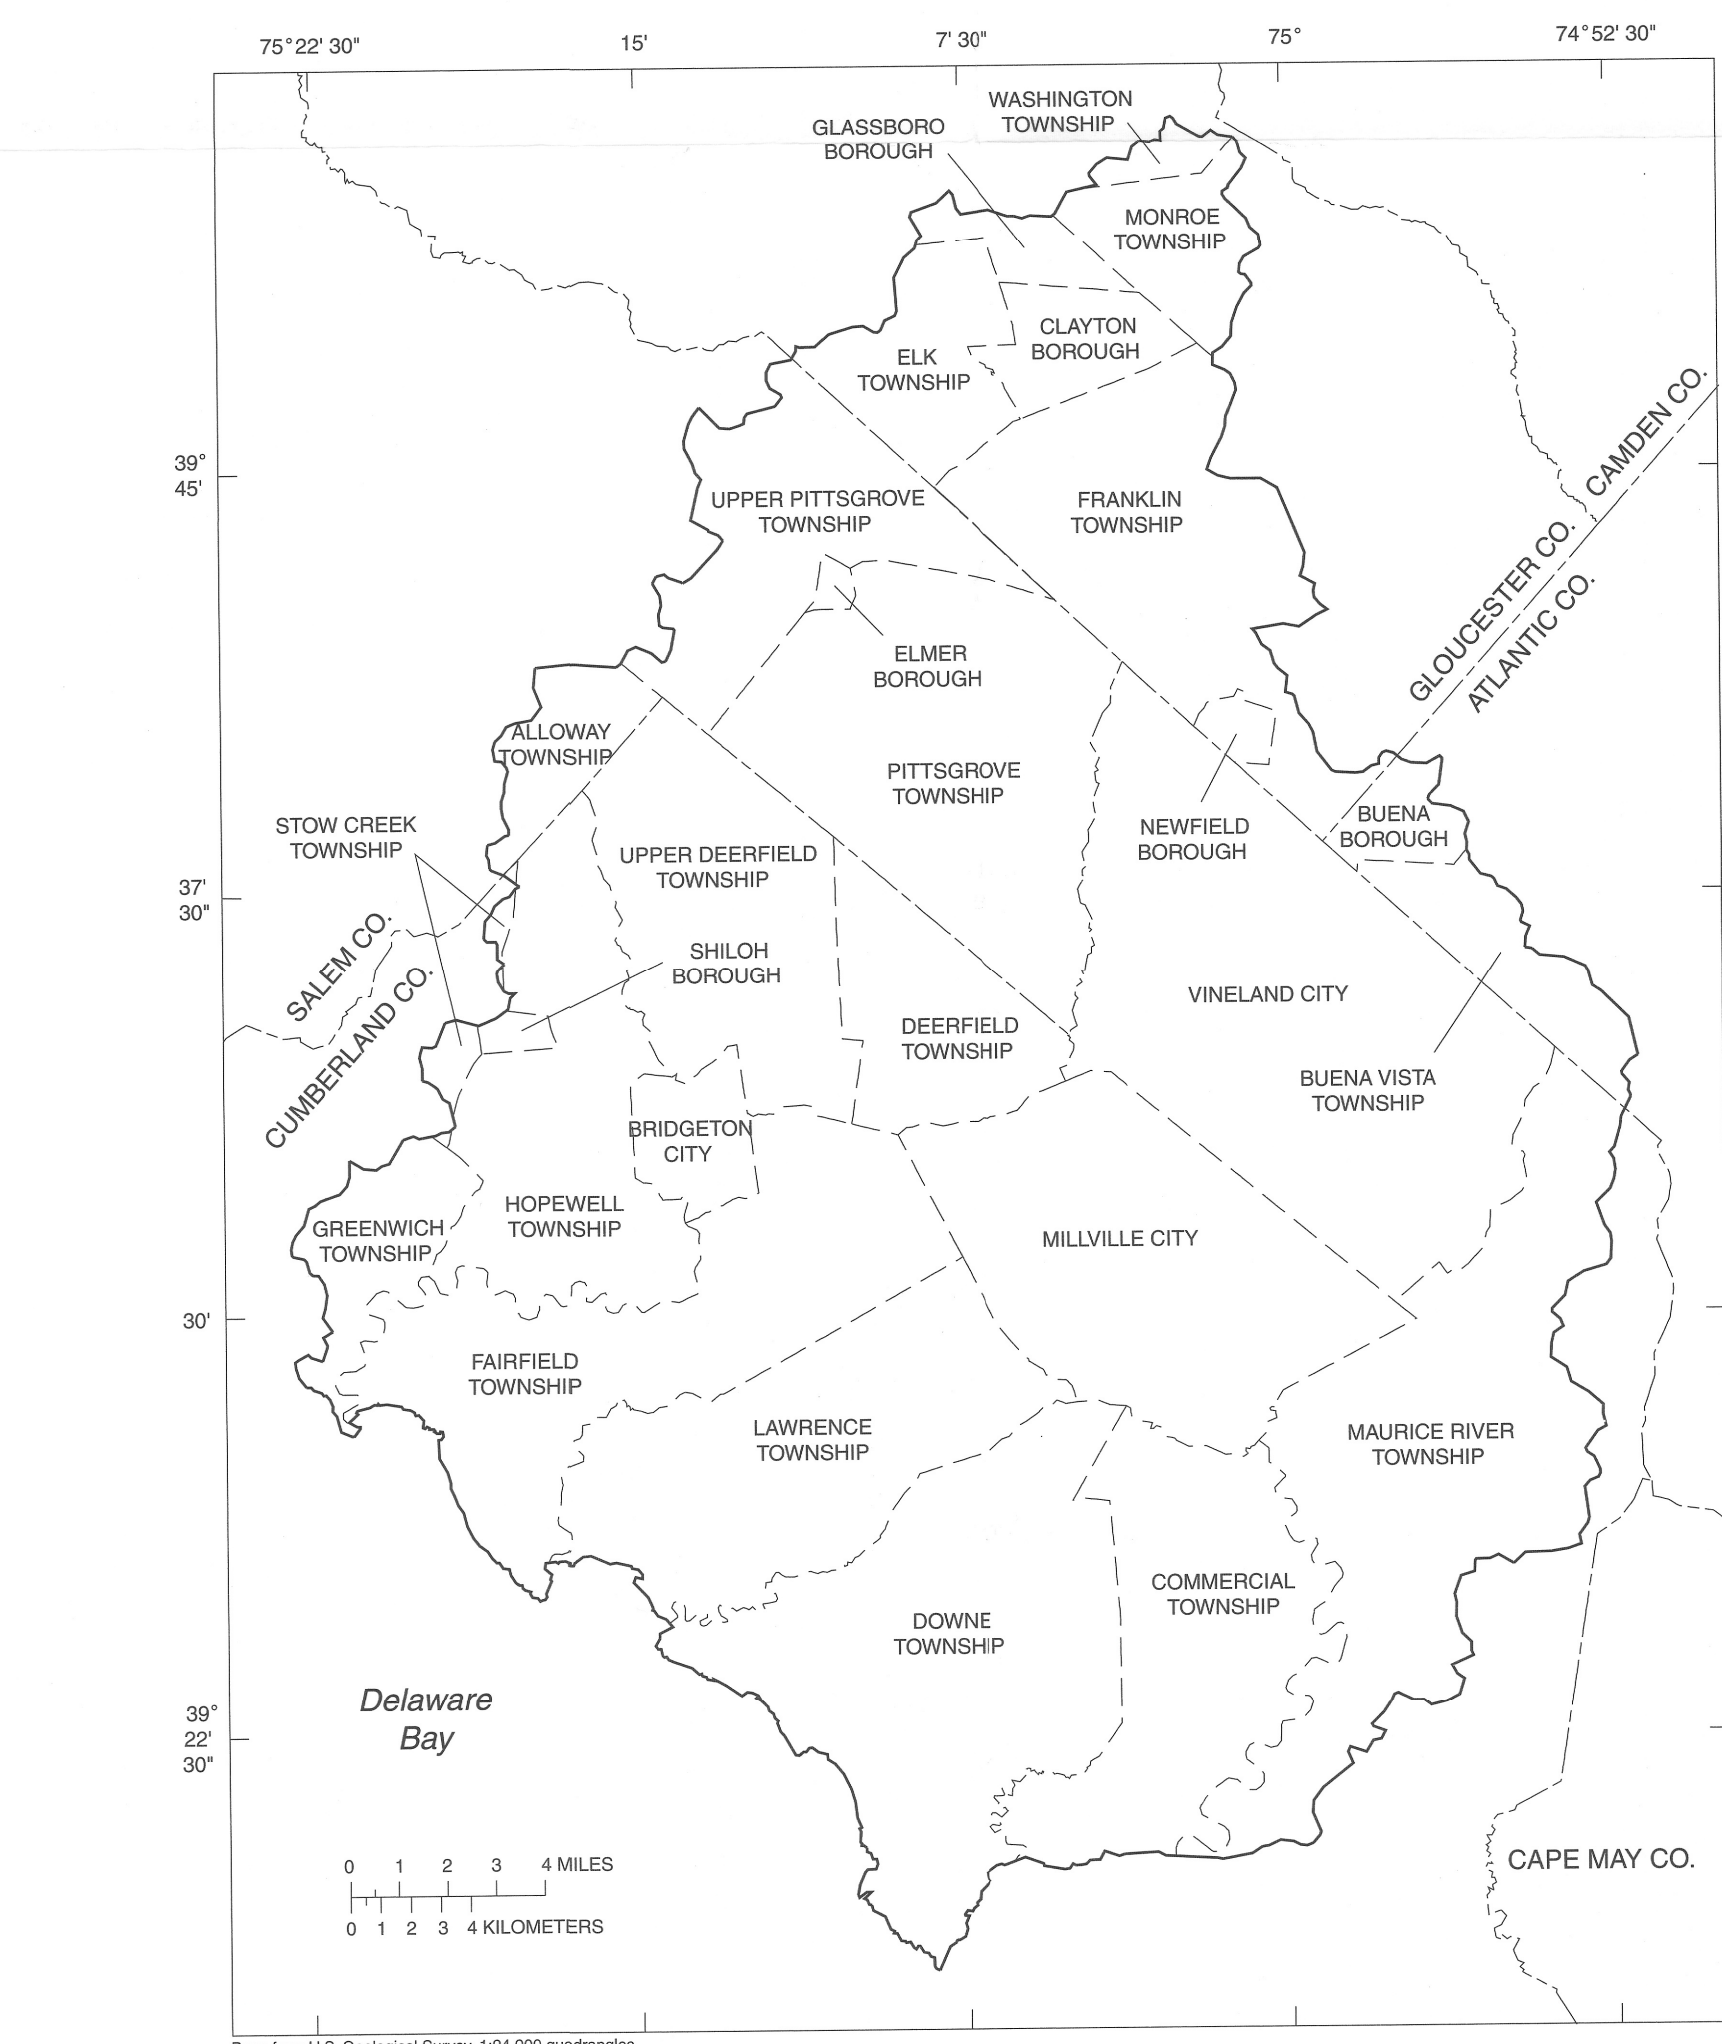 75°22' 30"
15'
7' 30"
75°
74°52' 30"
WASHINGTON
TOWNSHIP
GLASSBORO
BOROUGH
MONROE
TOWNSHIP
CLAYTON
BOROUGH
ELK
TOWNSHIP
CAMDEN CO.
39°
45'
UPPER PITTSGROVE
TOWNSHIP
FRANKLIN
TOWNSHIP
GLOUCESTER CO.
ATLANTIC CO.
ELMER
BOROUGH
ALLOWAY
TOWNSHIP
PITTSGROVE
TOWNSHIP
STOW CREEK
TOWNSHIP
NEWFIELD
BOROUGH
BUENA
BOROUGH
UPPER DEERFIELD
TOWNSHIP
37'
30"
SALEM CO.
CUMBERLAND CO.
SHILOH
BOROUGH
VINELAND CITY
DEERFIELD
TOWNSHIP
BUENA VISTA
TOWNSHIP
BRIDGETON
CITY
HOPEWELL
TOWNSHIP
GREENWICH
TOWNSHIP
MILLVILLE CITY
30'
FAIRFIELD
TOWNSHIP
LAWRENCE
TOWNSHIP
MAURICE RIVER
TOWNSHIP
COMMERCIAL
TOWNSHIP
DOWNE
TOWNSHIP
Delaware
Bay
39°
22'
30"
CAPE MAY CO.
0 1 2 3 4 MILES
0 1 2 3 4 KILOMETERS